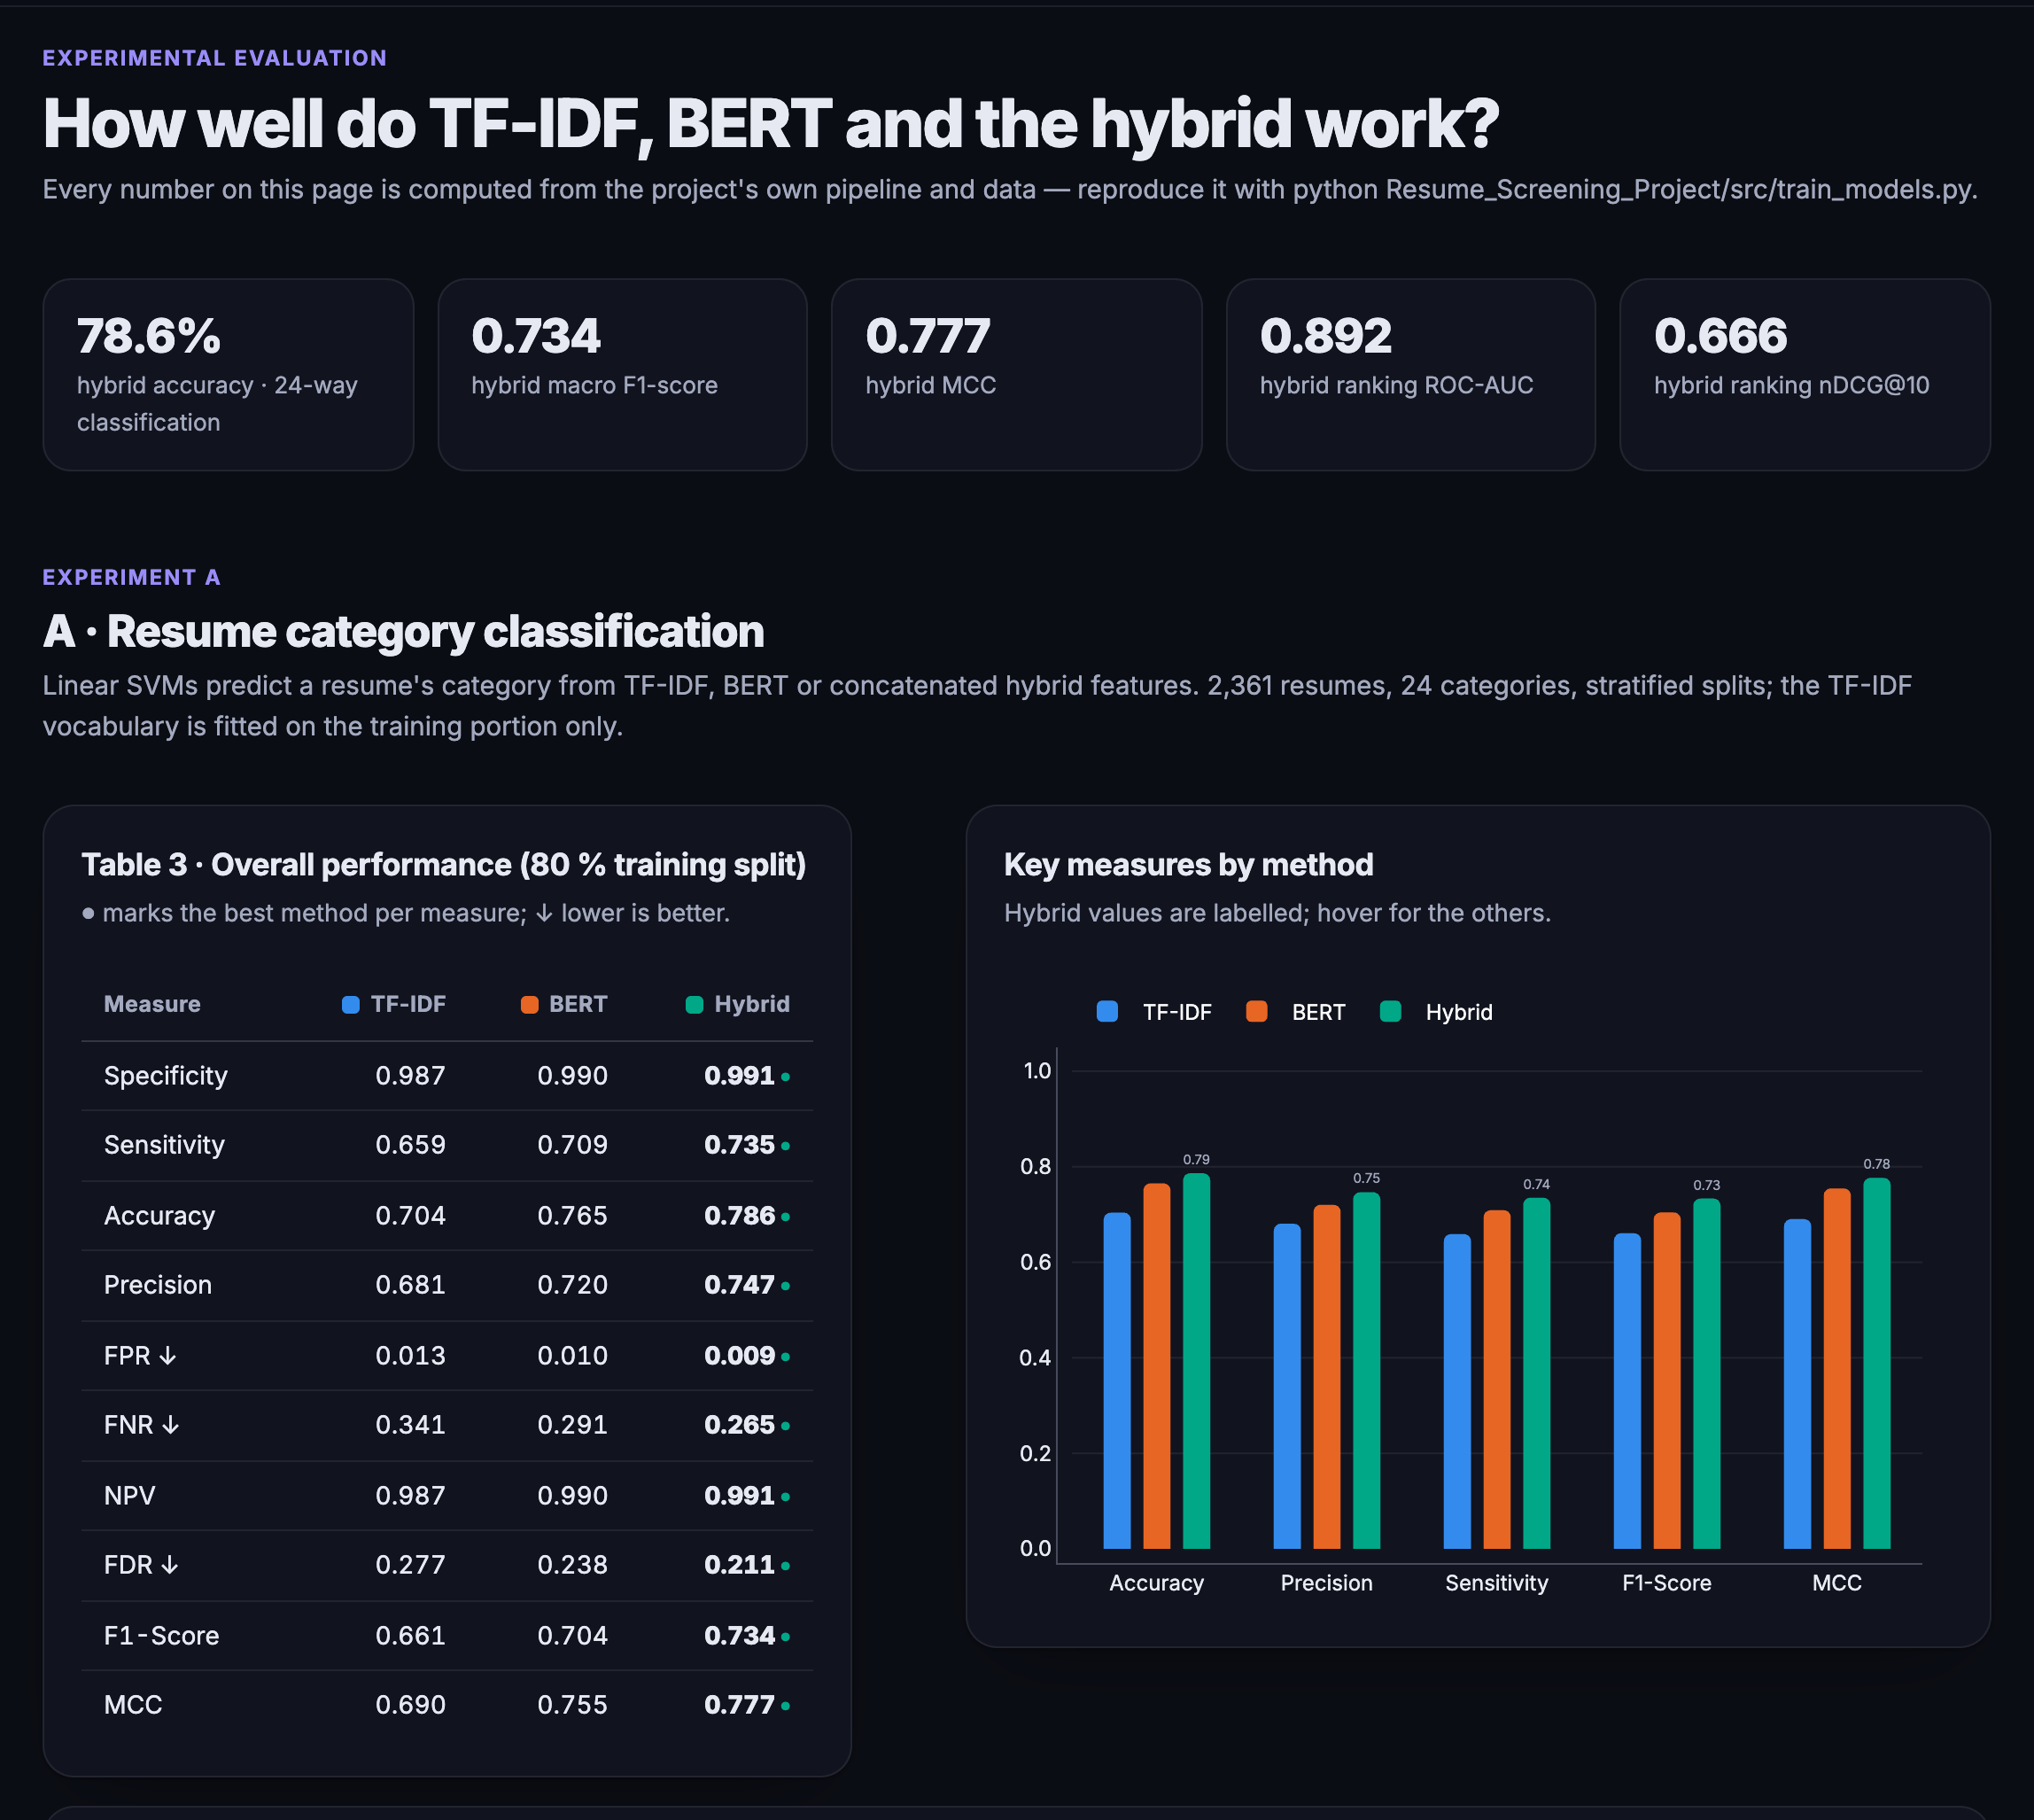 EXPERIMENTAL EVALUATION
How well do TF-IDF, BERT and the hybrid work?
Every number on this page is computed from the project's own pipeline and data — reproduce it with python Resume_Screening_Project/src/train_models.py.
78.6%
hybrid accuracy · 24-way
classification
0.734
hybrid macro F1-score
0.777
hybrid MCC
0.892
hybrid ranking ROC-AUC
0.666
hybrid ranking nDCG@10
EXPERIMENT A
A · Resume category classification
Linear SVMs predict a resume's category from TF-IDF, BERT or concatenated hybrid features. 2,361 resumes, 24 categories, stratified splits; the TF-IDF
vocabulary is fitted on the training portion only.
Table 3 · Overall performance (80 % training split)
● marks the best method per measure; ↓ lower is better.
Measure TF-IDF BERT Hybrid
Specificity 0.987 0.990 0.991 ●
Sensitivity 0.659 0.709 0.735 ●
Accuracy 0.704 0.765 0.786 ●
Precision 0.681 0.720 0.747 ●
FPR ↓ 0.013 0.010 0.009 ●
FNR ↓ 0.341 0.291 0.265 ●
NPV 0.987 0.990 0.991 ●
FDR ↓ 0.277 0.238 0.211 ●
F1-Score 0.661 0.704 0.734 ●
MCC 0.690 0.755 0.777 ●
Key measures by method
Hybrid values are labelled; hover for the others.
TF-IDF BERT Hybrid
1.0
0.8
0.6
0.4
0.2
0.0
0.79 0.75 0.74 0.73 0.78
Accuracy Precision Sensitivity F1-Score MCC